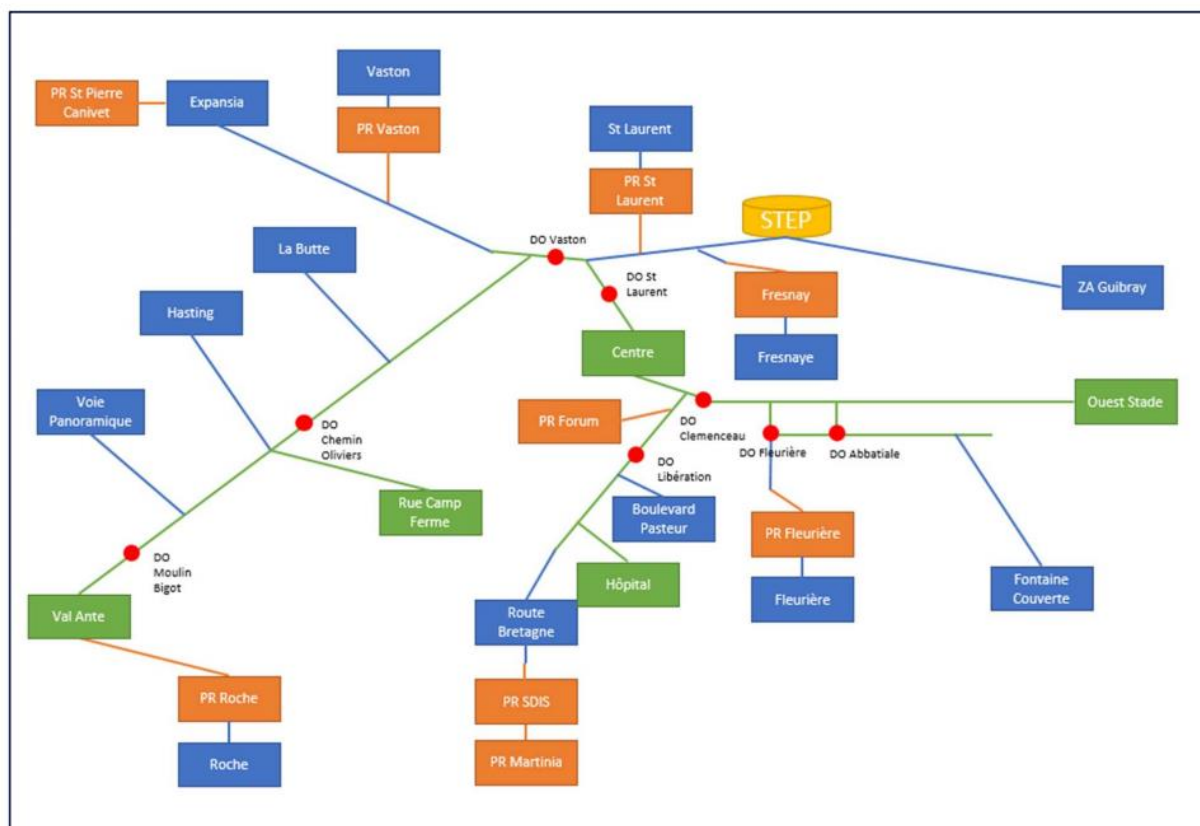 Vaston
PR St Pierre
Canivet
Expansia
PR Vaston
St Laurent
PR St
Laurent
STEP
DO Vaston
La Butte
DO St
Laurent
ZA Guibray
Fresnay
Hasting
Centre
Fresnaye
Voie
Panoramique
PR Forum
Ouest Stade
DO
Clemenceau
DO
Chemin
Oliviers
DO Fleurière
DO Abbatiale
DO
Libération
Rue Camp
Ferme
Boulevard
Pasteur
PR Fleurière
DO
Moulin
Bigot
Hôpital
Fleurière
Fontaine
Couverte
Val Ante
Route
Bretagne
PR Roche
PR SDIS
Roche
PR Martinia